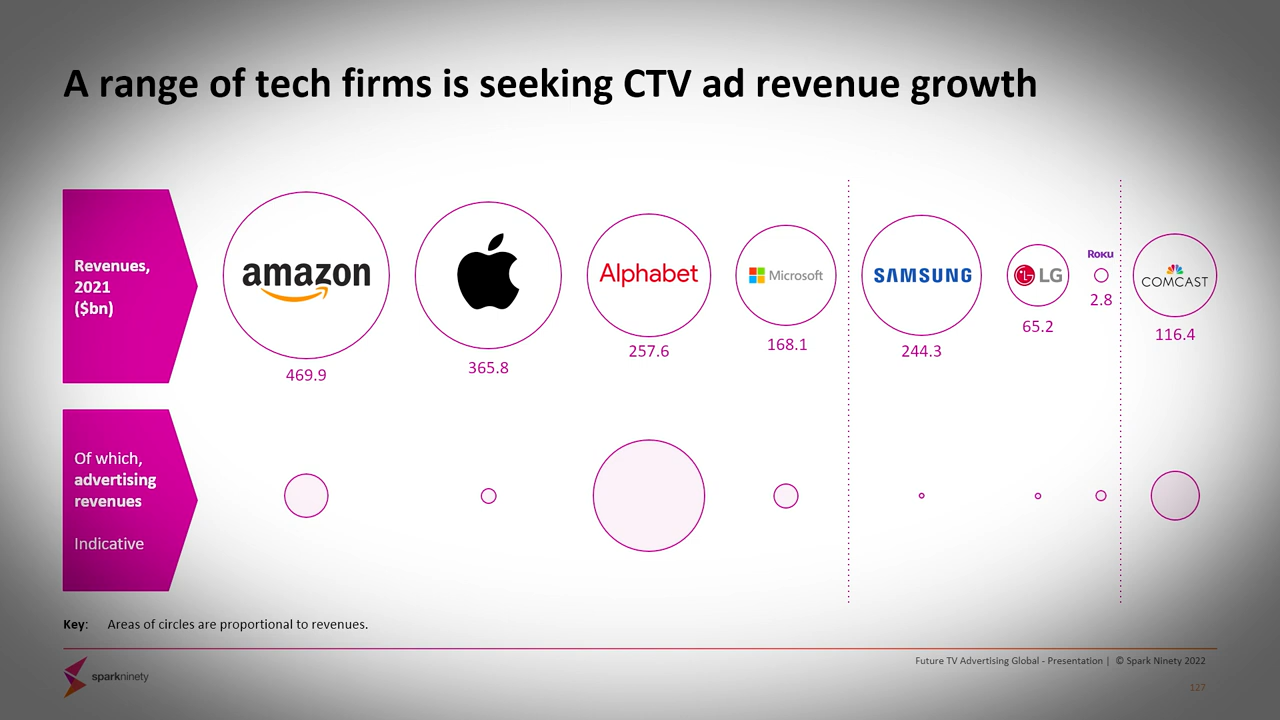 A range of tech firms is seeking CTV ad revenue growth
Revenues,
2021
($bn)
amazon
Alphabet
Microsoft
SAMSUNG
LG
Roku
COMCAST
469.9
365.8
257.6
168.1
244.3
65.2
2.8
116.4
Of which,
advertising
revenues
Indicative
Key: Areas of circles are proportional to revenues.
sparkninety
Future TV Advertising Global - Presentation | © Spark Ninety 2022
127